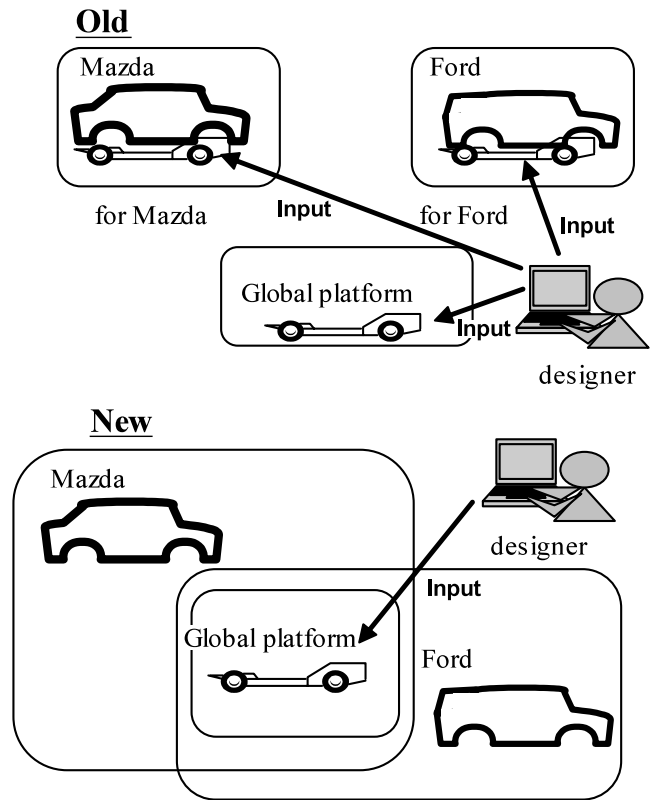 Old
Mazda
Ford
for Mazda
Input
for Ford
Input
Global platform
Input
designer
New
Mazda
designer
Input
Global platform
Ford